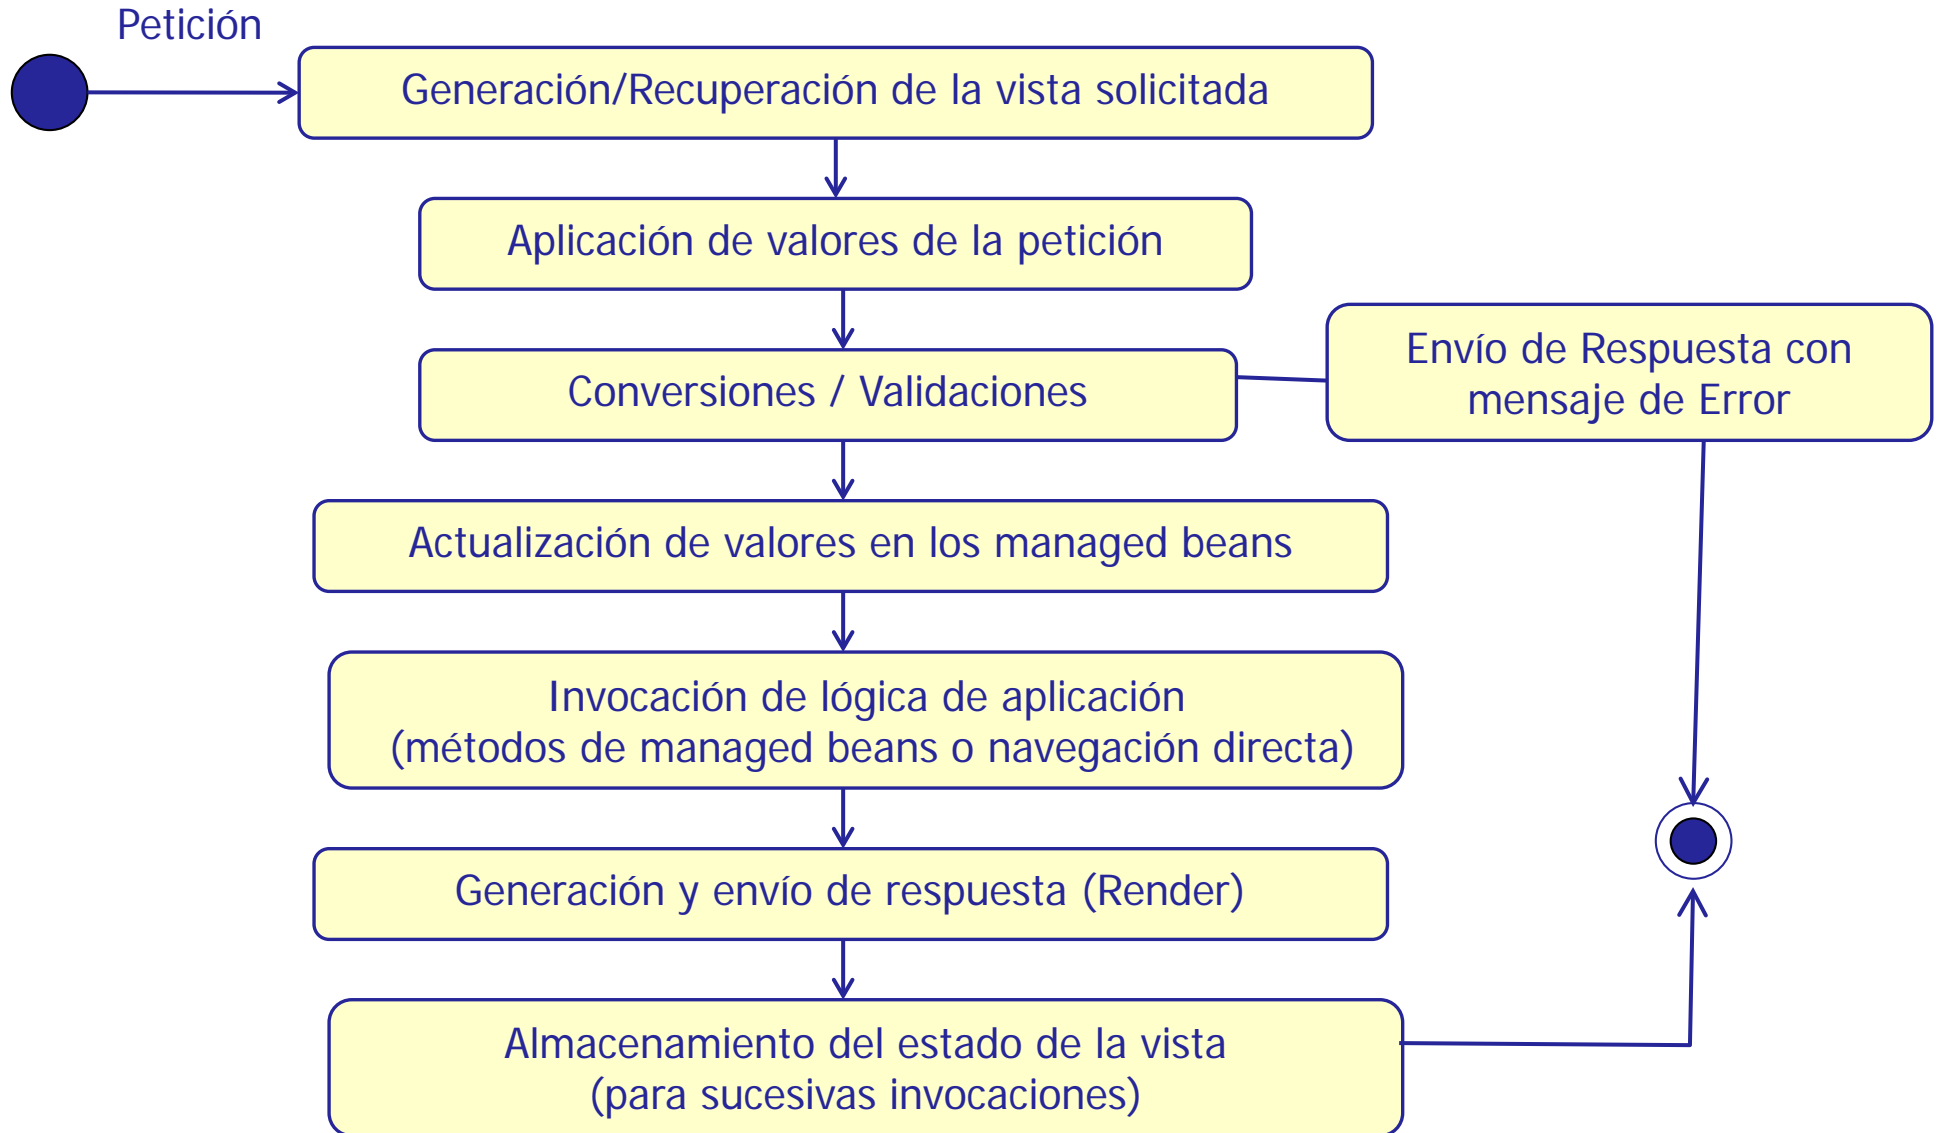 Petición
Generación/Recuperación de la vista solicitada
Aplicación de valores de la petición
Conversiones / Validaciones
Envío de Respuesta con
mensaje de Error
Actualización de valores en los managed beans
Invocación de lógica de aplicación
(métodos de managed beans o navegación directa)
Generación y envío de respuesta (Render)
Almacenamiento del estado de la vista
(para sucesivas invocaciones)